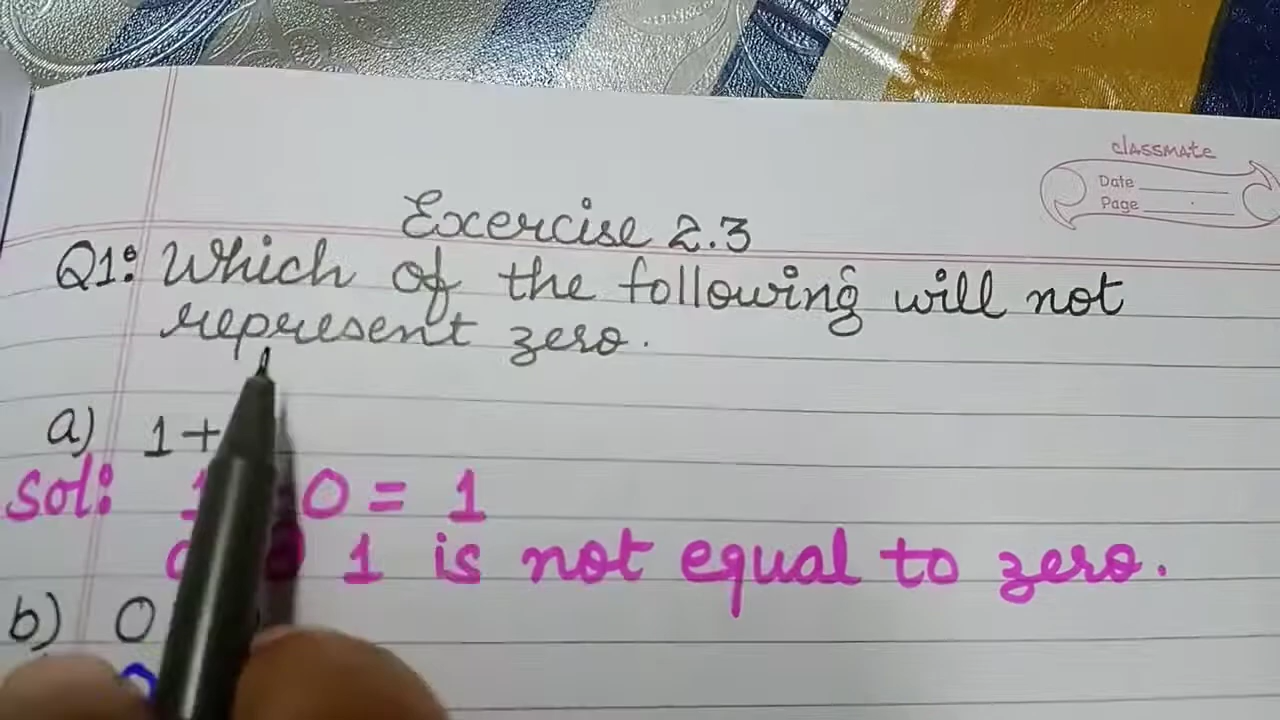 classmate
Date
Page
Exercise 2.3
Q1: Which of the following will not
represent zero.
a) 1+
Sol: 1 0 = 1
1 is not equal to zero.
b) 0